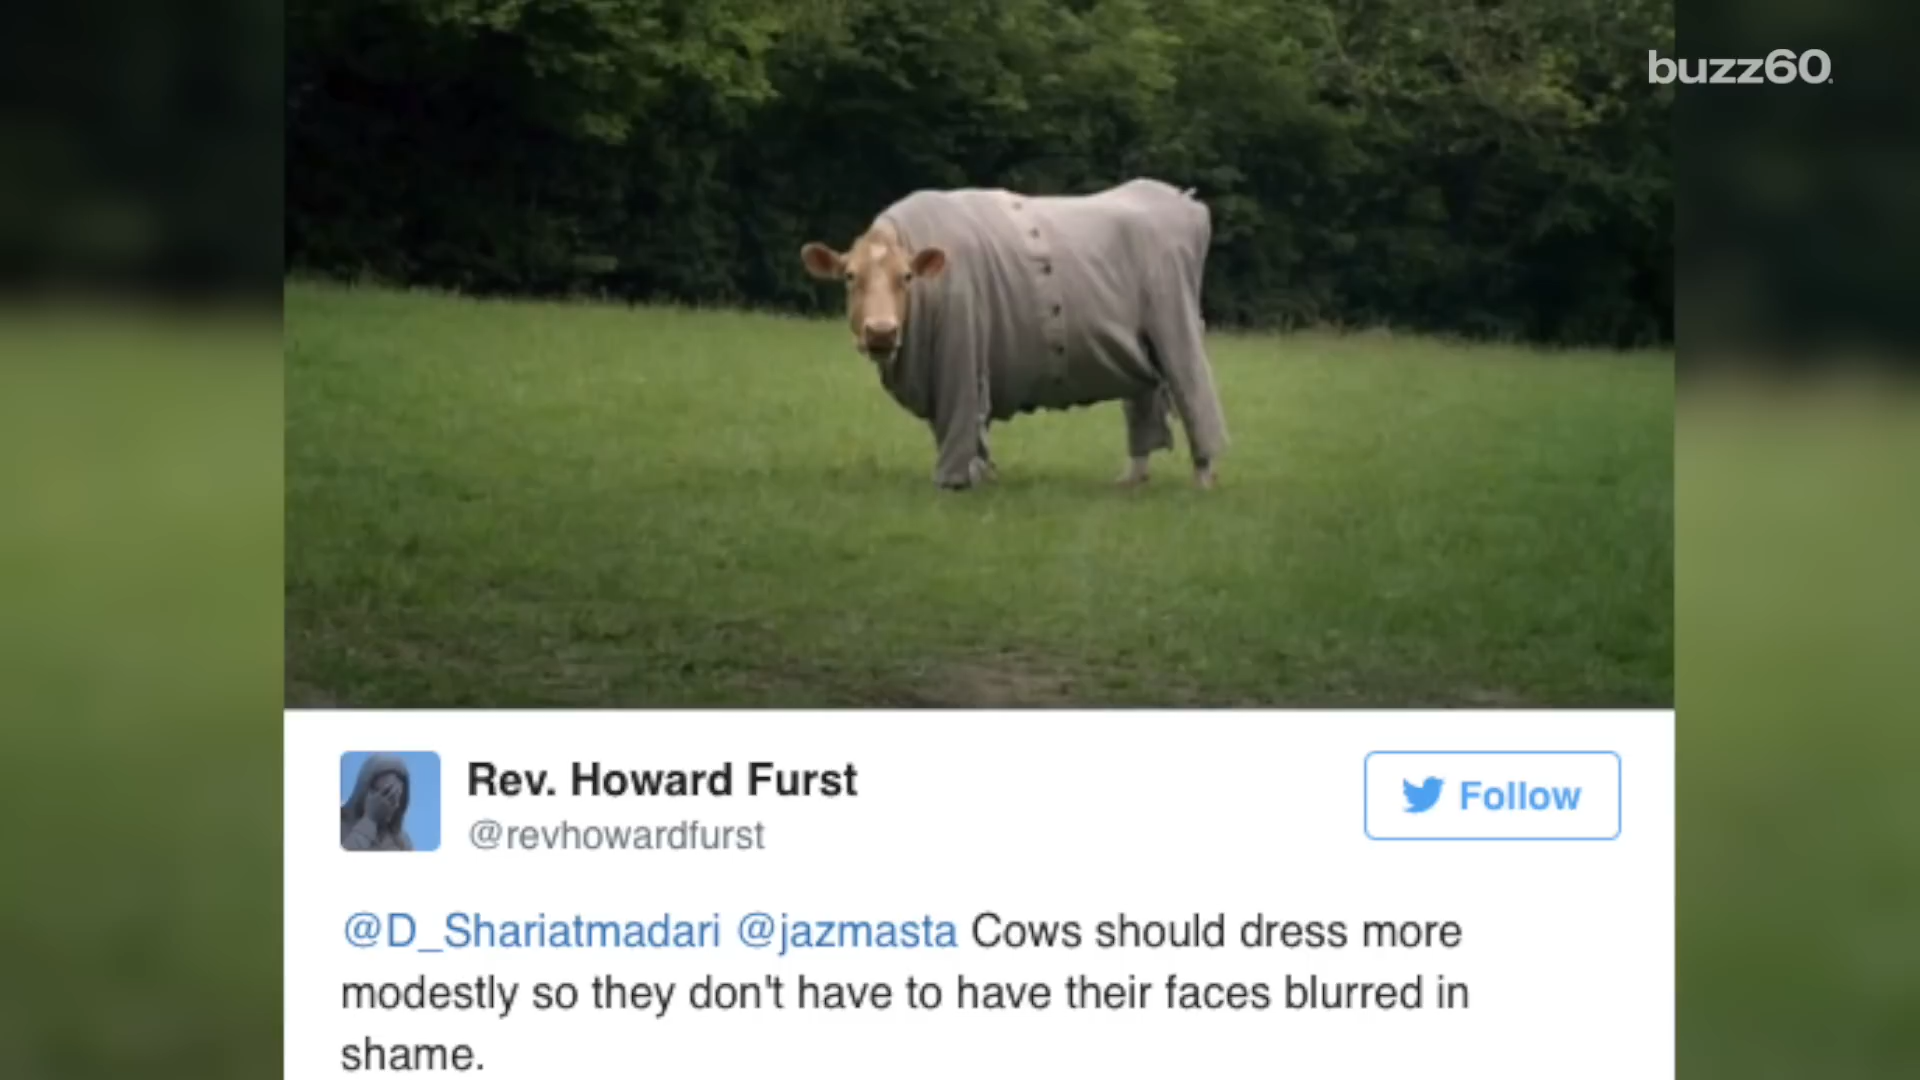 buzz60
Rev. Howard Furst
@revhowardfurst
Follow
@D_Shariatmadari @jazmasta Cows should dress more
modestly so they don't have to have their faces blurred in
shame.